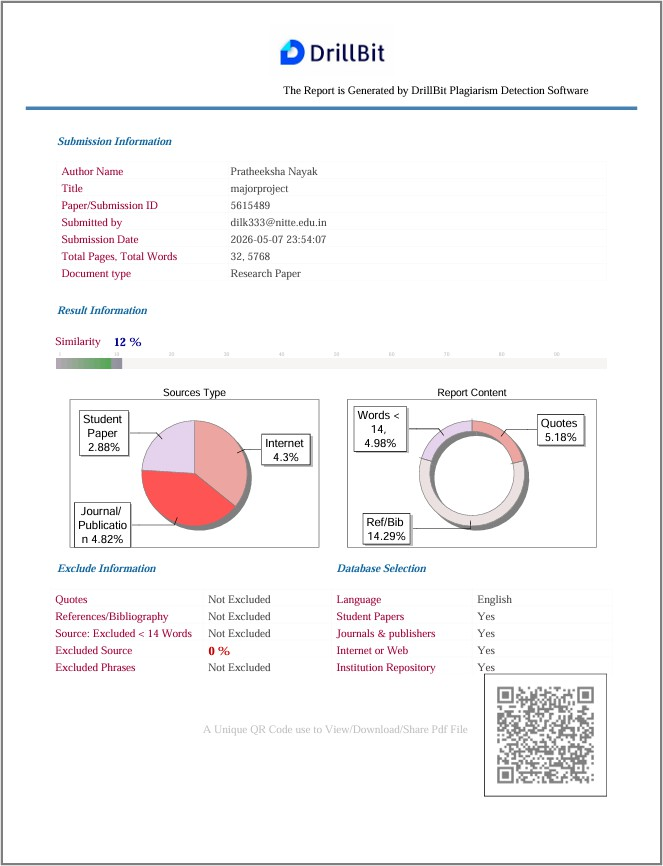 DrillBit
The Report is Generated by DrillBit Plagiarism Detection Software
Submission Information
Author Name Pratheeksha Nayak
Title majorproject
Paper/Submission ID 5615489
Submitted by dilk333@nitte.edu.in
Submission Date 2026-05-07 23:54:07
Total Pages, Total Words 32, 5768
Document type Research Paper
Result Information
Similarity 12 %
1 10 20 30 40 50 60 70 80 90
Sources Type
Student
Paper
2.88%
Internet
4.3%
Journal/
Publicatio
n 4.82%
Report Content
Words <
14,
4.98%
Quotes
5.18%
Ref/Bib
14.29%
Exclude Information
Quotes Not Excluded
References/Bibliography Not Excluded
Source: Excluded < 14 Words Not Excluded
Excluded Source 0 %
Excluded Phrases Not Excluded
Database Selection
Language English
Student Papers Yes
Journals & publishers Yes
Internet or Web Yes
Institution Repository Yes
A Unique QR Code use to View/Download/Share Pdf File